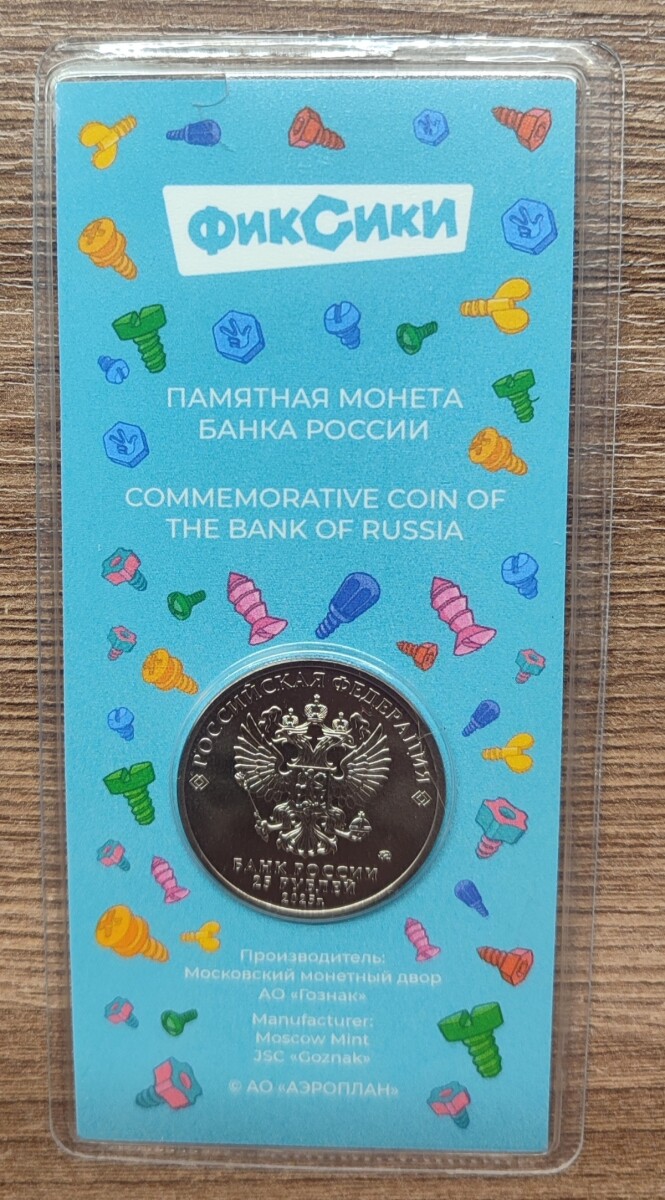 ФИКСИКИ
ПАМЯТНАЯ МОНЕТА
БАНКА РОССИИ
COMMEMORATIVE COIN OF
THE BANK OF RUSSIA
РОССИЙСКАЯ ФЕДЕРАЦИЯ
БАНК РОССИИ
25 РУБЛЕЙ
2025г.
Производитель:
Московский монетный двор
АО «Гознак»
Manufacturer:
Moscow Mint
JSC «Goznak»
© АО «АЭРОПЛАН»